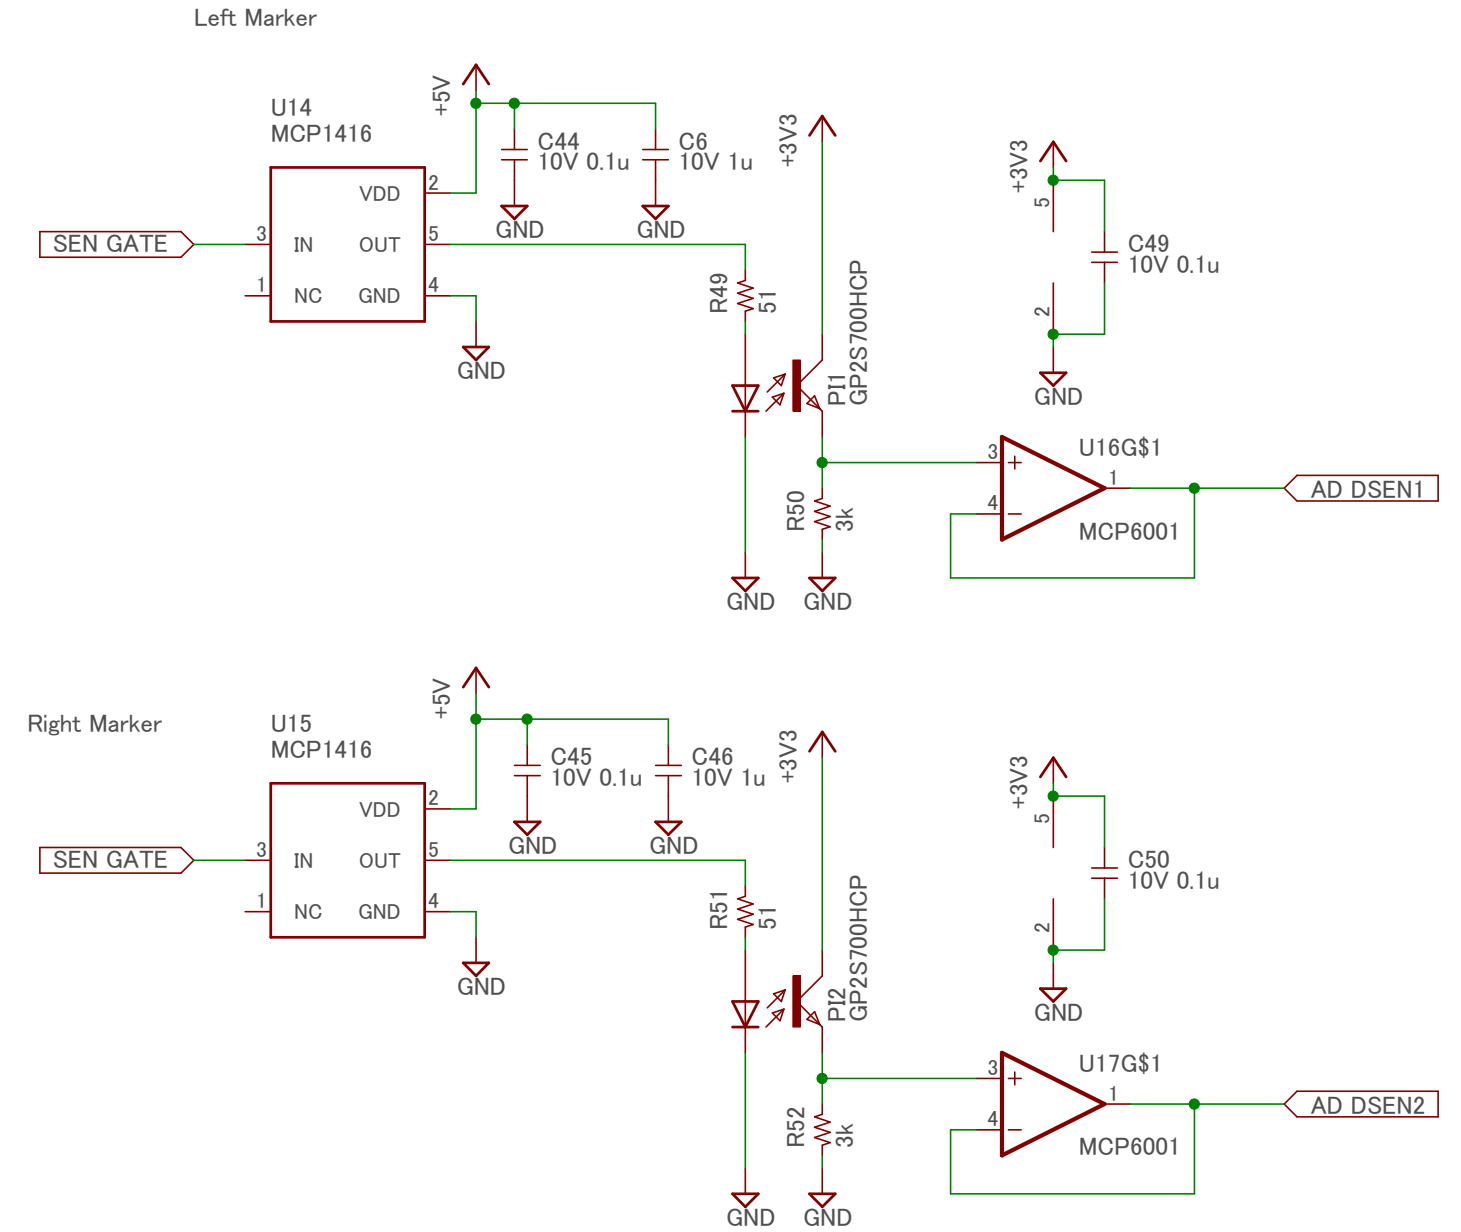 Left Marker
U14
MCP1416
+5V
C44
10V 0.1u
C6
10V 1u
GND
GND
SEN GATE
3
IN
1
NC
VDD
2
OUT
5
GND
4
GND
R49
51
+3V3
PI1
GP2S700HCP
R50
3k
GND
GND
+3V3
5
2
C49
10V 0.1u
GND
3
4
1
U16G$1
MCP6001
AD DSEN1
Right Marker
U15
MCP1416
+5V
C45
10V 0.1u
C46
10V 1u
GND
GND
SEN GATE
3
IN
1
NC
VDD
2
OUT
5
GND
4
GND
R51
51
+3V3
PI2
GP2S700HCP
R52
3k
GND
GND
+3V3
5
2
C50
10V 0.1u
GND
3
4
1
U17G$1
MCP6001
AD DSEN2